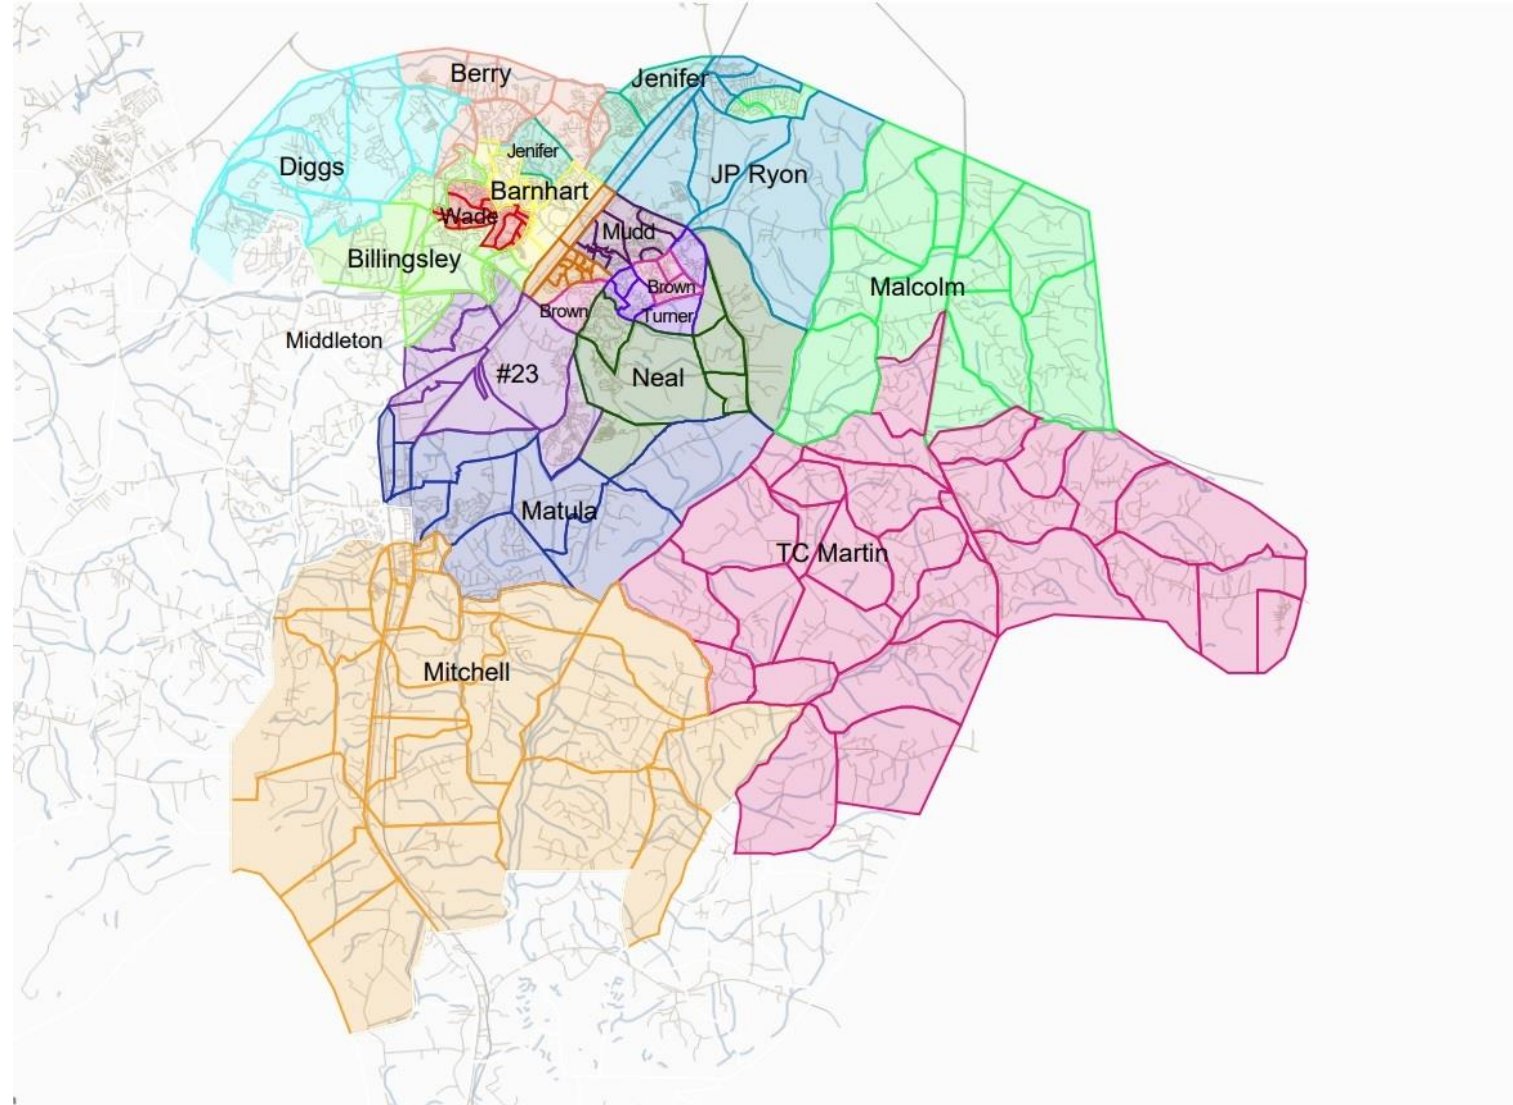 Berry
Jenifer
Jenifer
Diggs
JP Ryon
Barnhart
Wade
Mudd
Billingsley
Malcolm
Brown
Brown
Turner
Middleton
#23
Neal
Matula
TC Martin
Mitchell